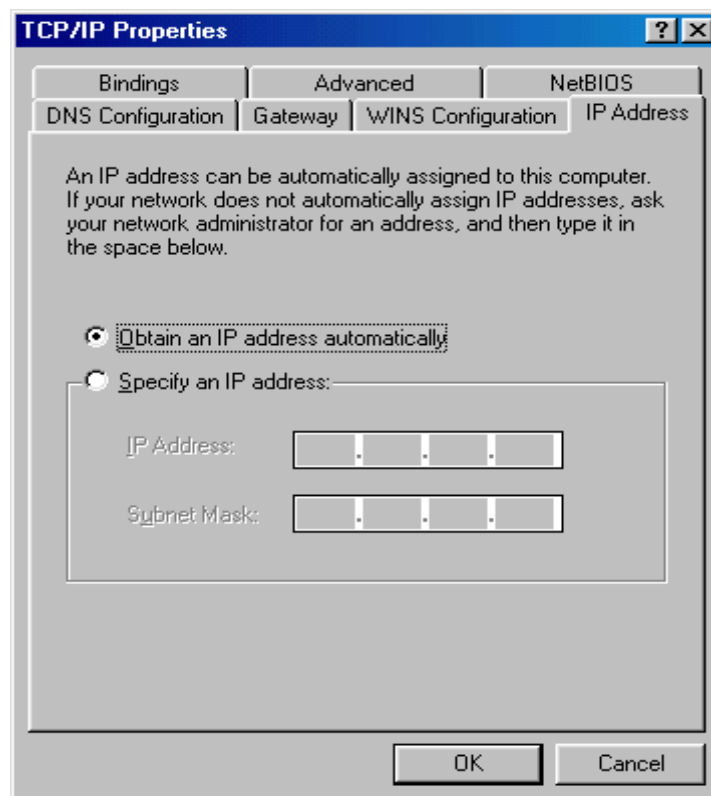 TCP/IP Properties
Bindings Advanced NetBIOS
DNS Configuration Gateway WINS Configuration IP Address
An IP address can be automatically assigned to this computer.
If your network does not automatically assign IP addresses, ask
your network administrator for an address, and then type it in
the space below.
Obtain an IP address automatically
Specify an IP address:
IP Address:
. . .
Subnet Mask:
. . .
OK Cancel